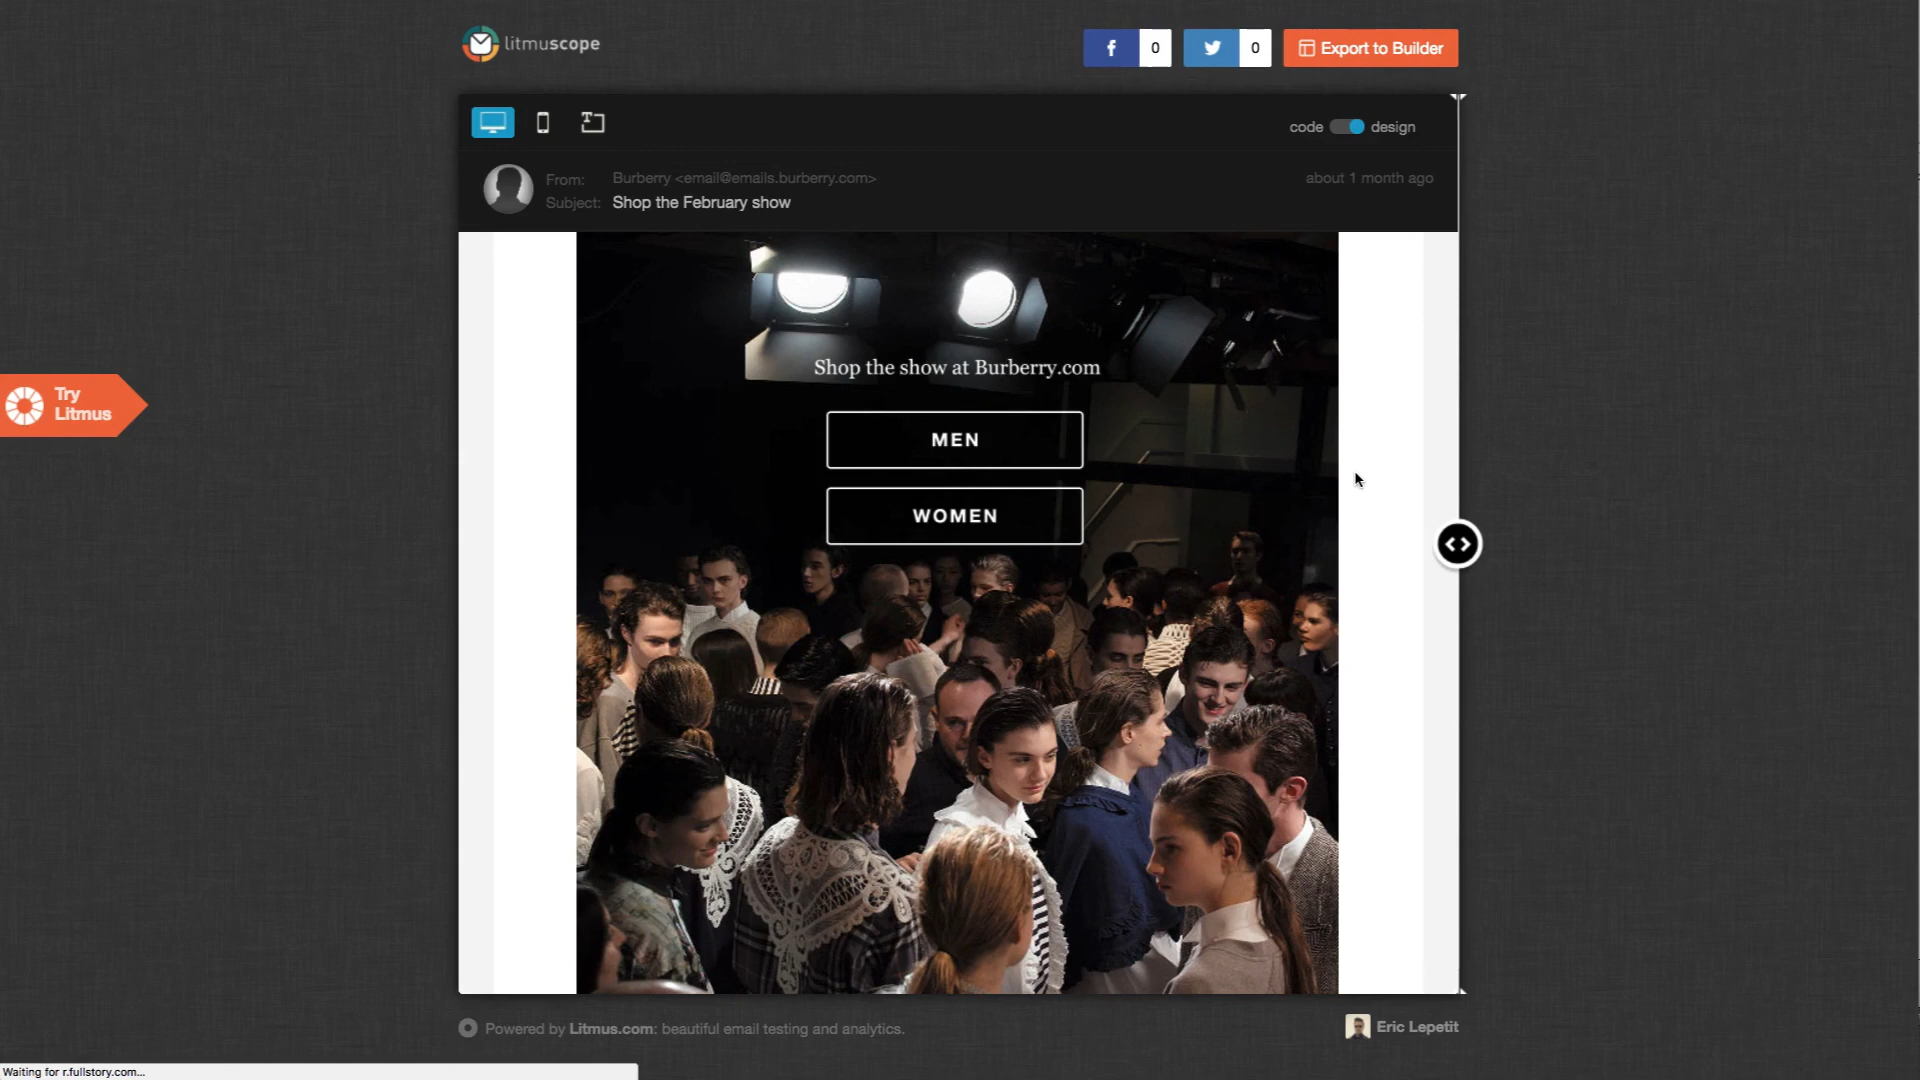 litmuscope
f 0
0
Export to Builder
code design
From: Burberry <email@emails.burberry.com>
about 1 month ago
Subject: Shop the February show
Try
Litmus
Shop the show at Burberry.com
MEN
WOMEN
Powered by Litmus.com: beautiful email testing and analytics.
Eric Lepetit
Waiting for r.fullstory.com...